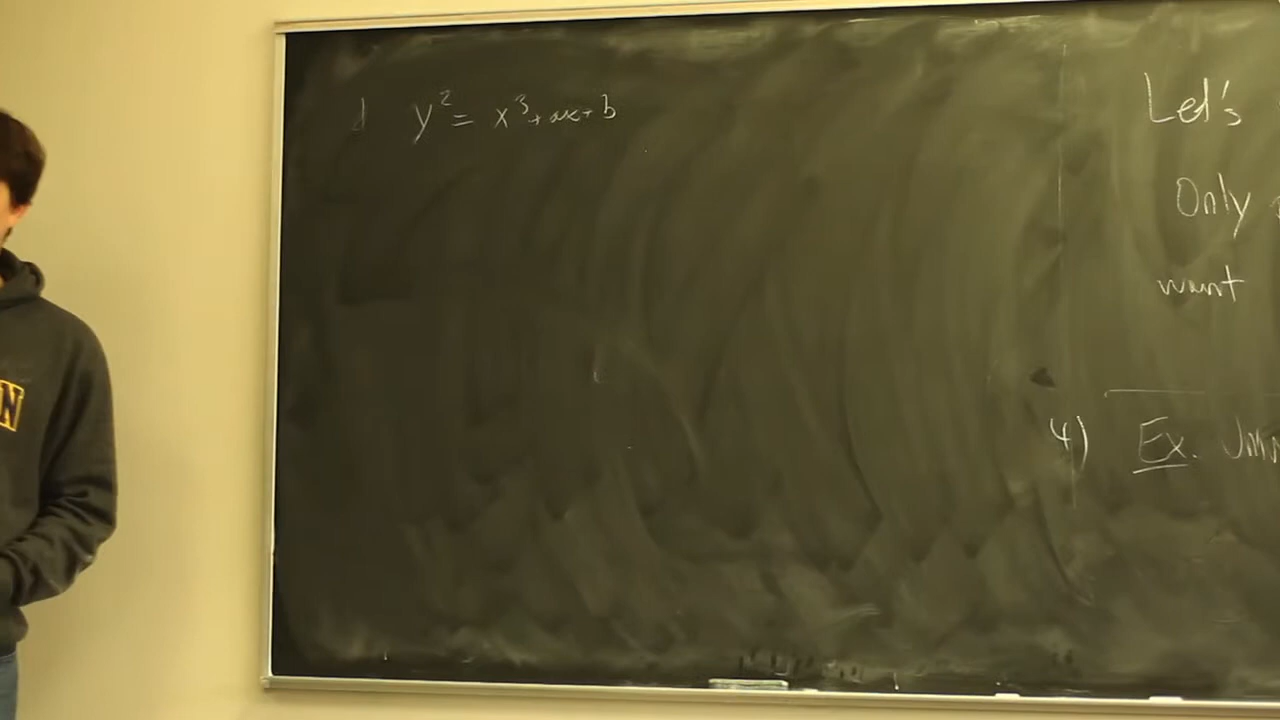 y² = x³ + ax + b
Let's
Only
want
4) Ex.
N